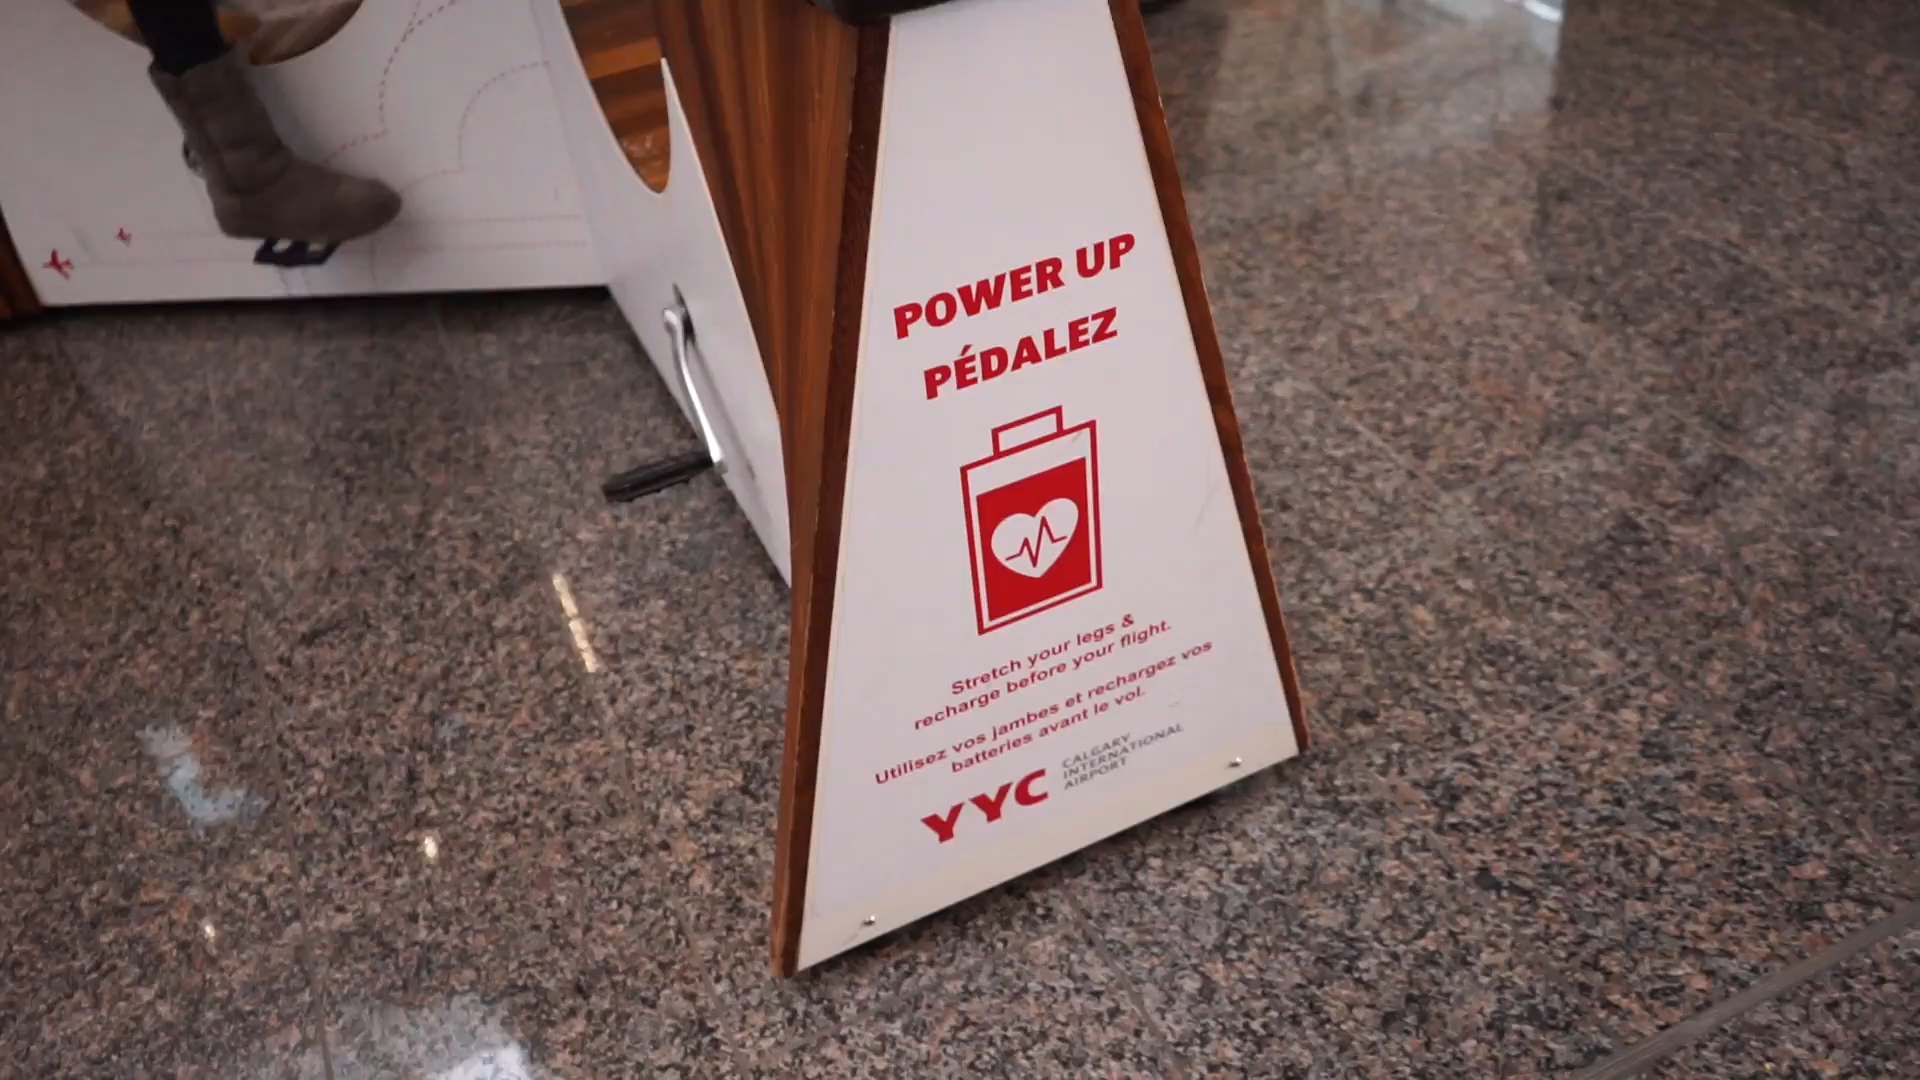 POWER UP
PÉDALEZ
Stretch your legs &
recharge before your flight.
Utilisez vos jambes et rechargez vos
batteries avant le vol.
YYC
CALGARY
INTERNATIONAL
AIRPORT